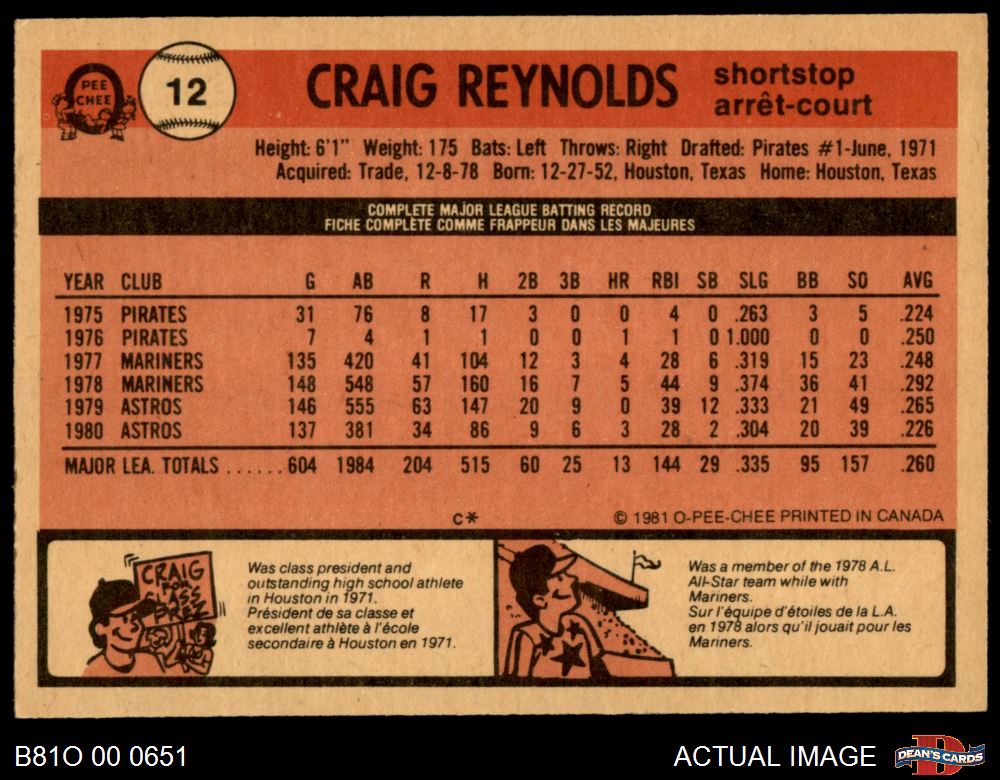 PEE CHEE
12
CRAIG REYNOLDS
shortstop
arrêt-court
Height: 6'1" Weight: 175 Bats: Left Throws: Right Drafted: Pirates #1-June, 1971
Acquired: Trade, 12-8-78 Born: 12-27-52, Houston, Texas Home: Houston, Texas
COMPLETE MAJOR LEAGUE BATTING RECORD
FICHE COMPLÈTE COMME FRAPPEUR DANS LES MAJEURES
YEAR CLUB G AB R H 2B 3B HR RBI SB SLG BB SO AVG
1975 PIRATES 31 76 8 17 3 0 0 4 0 .263 3 5 .224
1976 PIRATES 7 4 1 1 0 0 1 1 0 1.000 0 0 .250
1977 MARINERS 135 420 41 104 12 3 4 28 6 .319 15 23 .248
1978 MARINERS 148 548 57 160 16 7 5 44 9 .374 36 41 .292
1979 ASTROS 146 555 63 147 20 9 0 39 12 .333 21 49 .265
1980 ASTROS 137 381 34 86 9 6 3 28 2 .304 20 39 .226
MAJOR LEA. TOTALS ......604 1984 204 515 60 25 13 144 29 .335 95 157 .260
C* © 1981 O-PEE-CHEE PRINTED IN CANADA
CRAIG
FOR
CLASS
PREZ
Was class president and
outstanding high school athlete
in Houston in 1971.
Président de sa classe et
excellent athlète à l'école
secondaire à Houston en 1971.
Was a member of the 1978 A.L.
All-Star team while with
Mariners.
Sur l'équipe d'étoiles de la L.A.
en 1978 alors qu'il jouait pour les
Mariners.
B81O 00 0651
ACTUAL IMAGE
DEAN'S CARDS